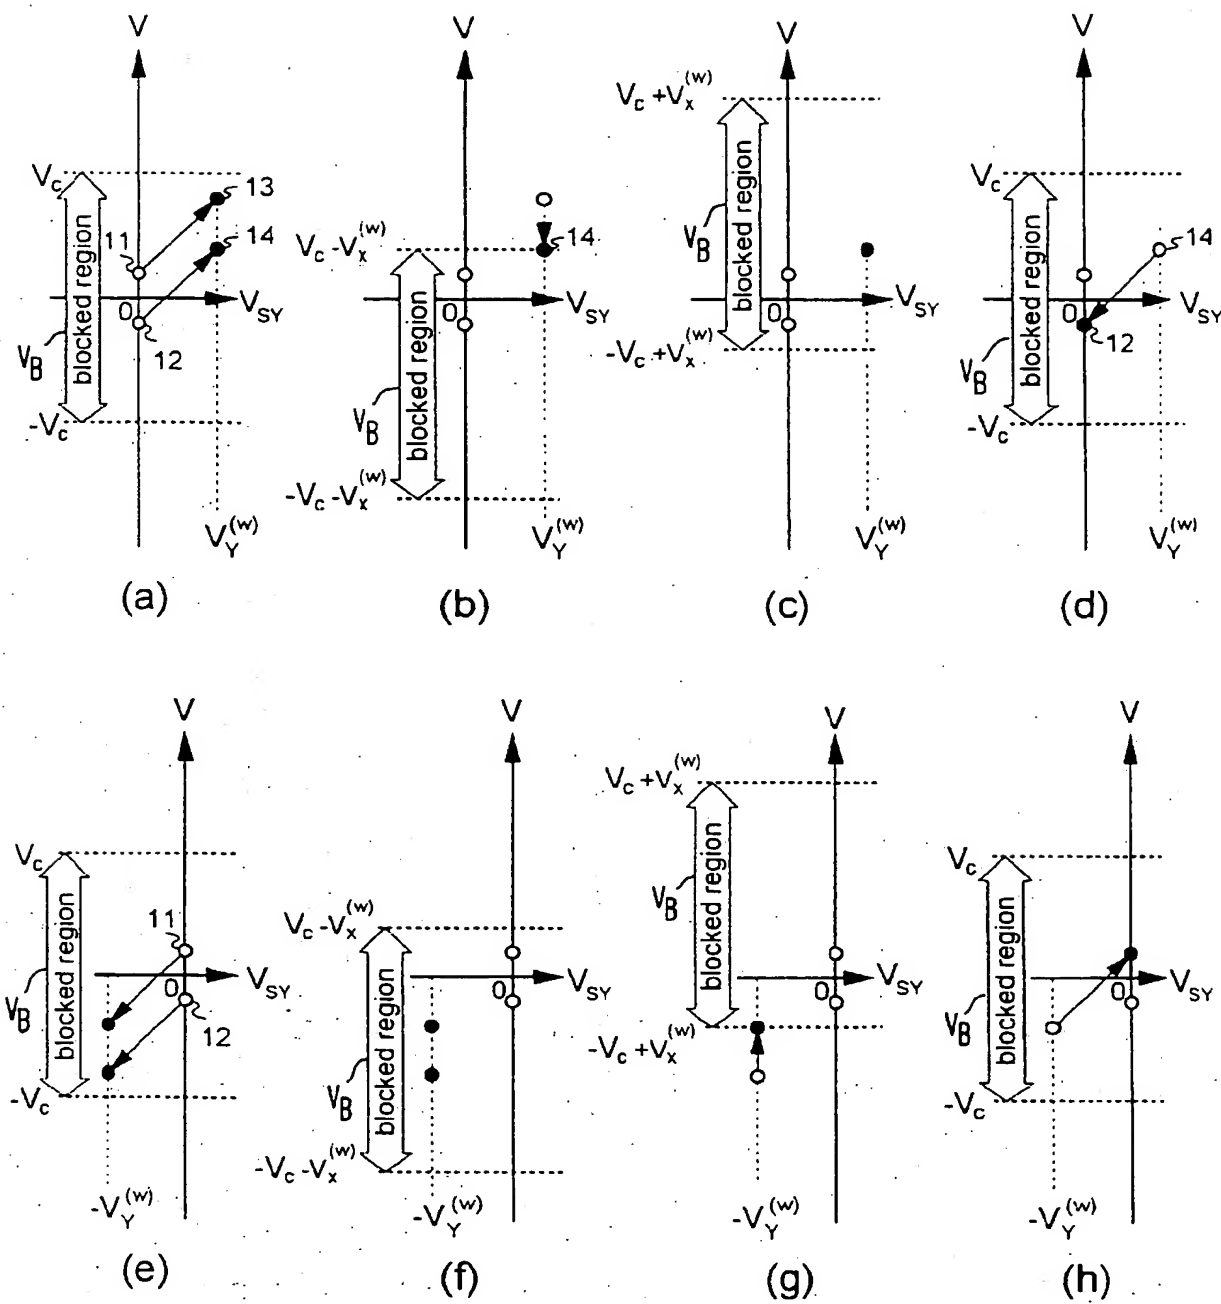 V
V_c
13
14
11
0
V_SY
12
V_B
blocked region
-V_c
V_Y^(w)
(a)
V
V_c - V_x^(w)
14
0
V_SY
V_B
blocked region
-V_c - V_x^(w)
V_Y^(w)
(b)
V
V_c + V_x^(w)
V_B
blocked region
0
V_SY
-V_c + V_x^(w)
V_Y^(w)
(c)
V
V_c
14
0
V_SY
12
V_B
blocked region
-V_c
V_Y^(w)
(d)
V
V_c
11
0
V_SY
12
V_B
blocked region
-V_c
-V_Y^(w)
(e)
V
V_c - V_x^(w)
0
V_SY
V_B
blocked region
-V_c - V_x^(w)
-V_Y^(w)
(f)
V
V_c + V_x^(w)
V_B
blocked region
0
V_SY
-V_c + V_x^(w)
-V_Y^(w)
(g)
V
V_c
0
V_SY
V_B
blocked region
-V_c
-V_Y^(w)
(h)